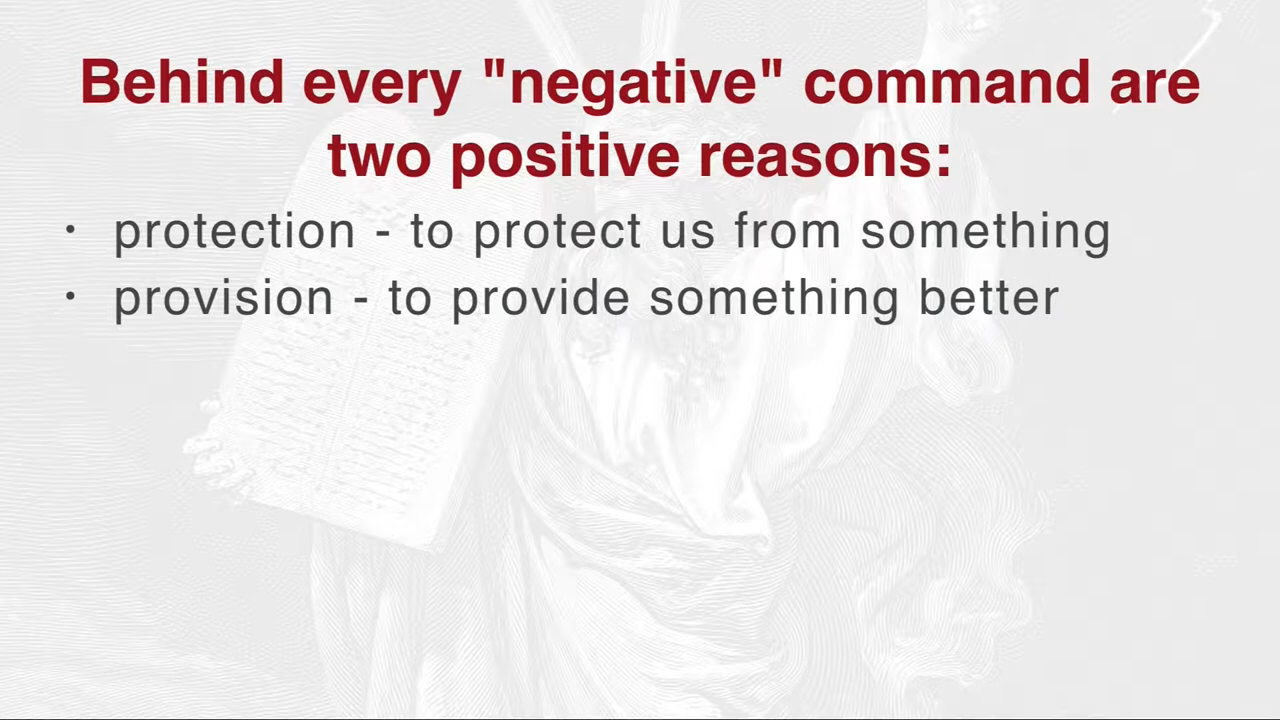 Behind every "negative" command are
two positive reasons:
• protection - to protect us from something
• provision - to provide something better